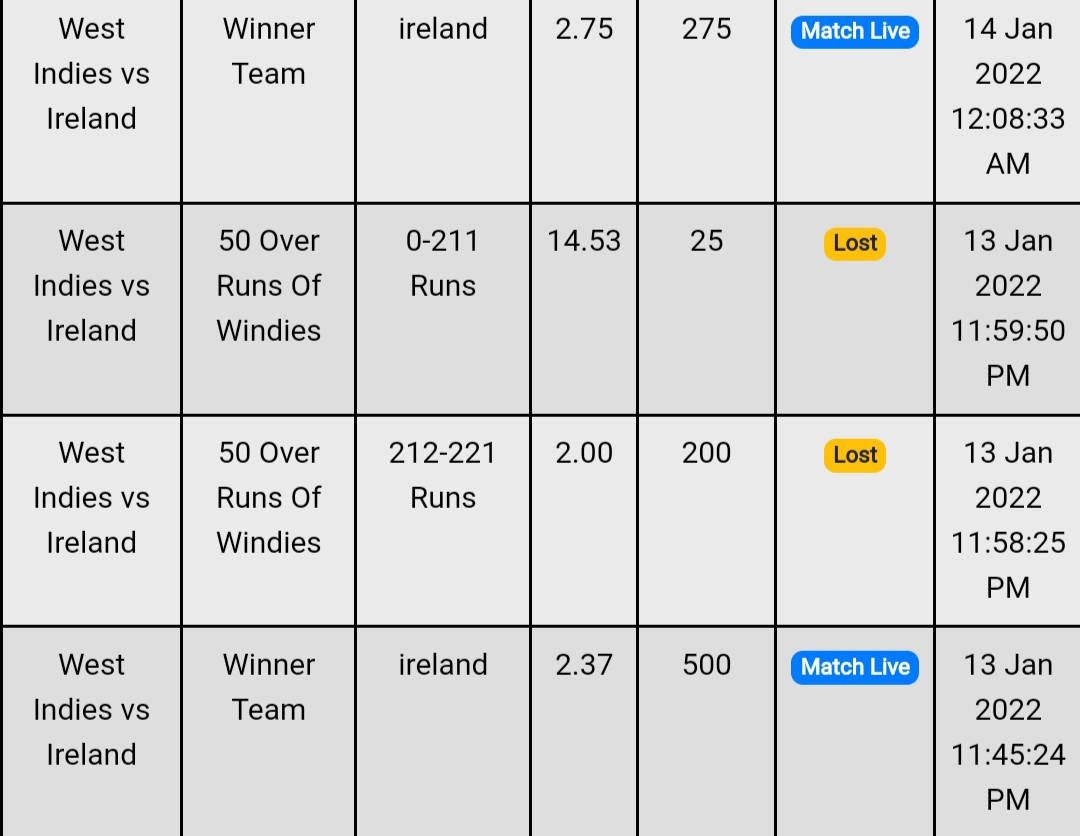 West Indies vs Ireland
Winner Team
ireland
2.75
275
Match Live
14 Jan 2022 12:08:33 AM
West Indies vs Ireland
50 Over Runs Of Windies
0-211 Runs
14.53
25
Lost
13 Jan 2022 11:59:50 PM
West Indies vs Ireland
50 Over Runs Of Windies
212-221 Runs
2.00
200
Lost
13 Jan 2022 11:58:25 PM
West Indies vs Ireland
Winner Team
ireland
2.37
500
Match Live
13 Jan 2022 11:45:24 PM